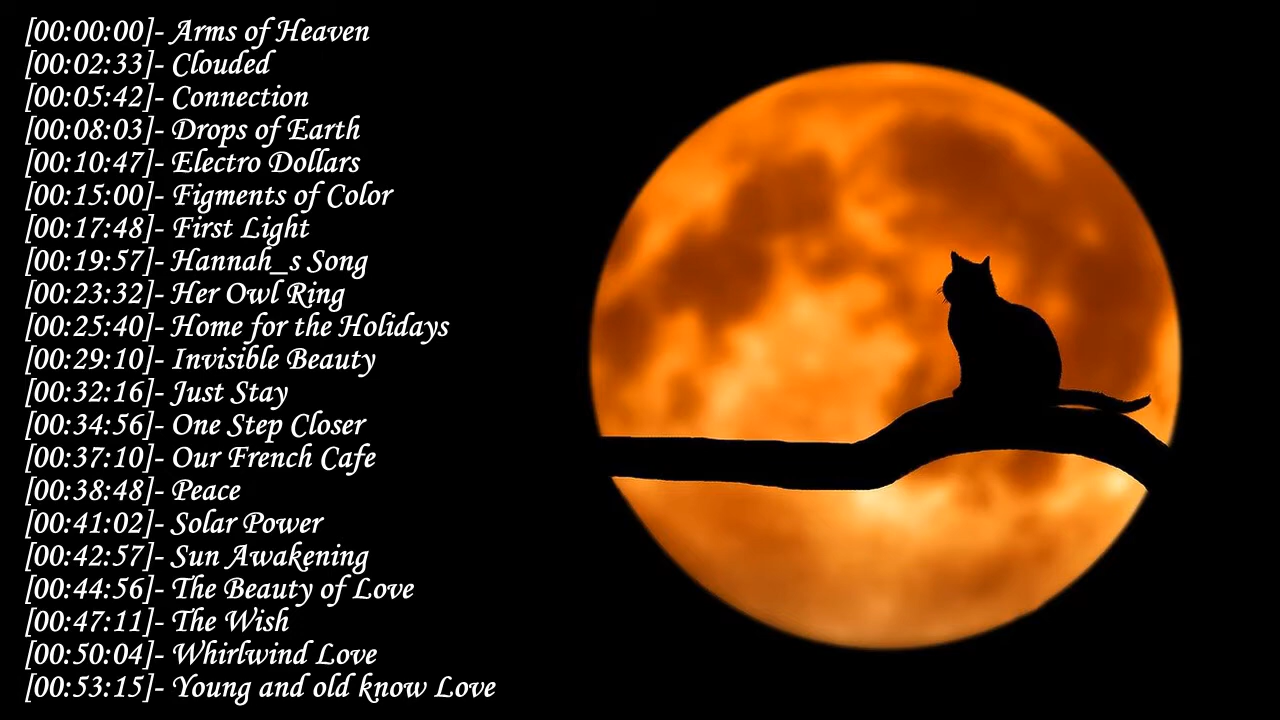 [00:00:00]- Arms of Heaven
[00:02:33]- Clouded
[00:05:42]- Connection
[00:08:03]- Drops of Earth
[00:10:47]- Electro Dollars
[00:15:00]- Figments of Color
[00:17:48]- First Light
[00:19:57]- Hannah_s Song
[00:23:32]- Her Owl Ring
[00:25:40]- Home for the Holidays
[00:29:10]- Invisible Beauty
[00:32:16]- Just Stay
[00:34:56]- One Step Closer
[00:37:10]- Our French Cafe
[00:38:48]- Peace
[00:41:02]- Solar Power
[00:42:57]- Sun Awakening
[00:44:56]- The Beauty of Love
[00:47:11]- The Wish
[00:50:04]- Whirlwind Love
[00:53:15]- Young and old know Love